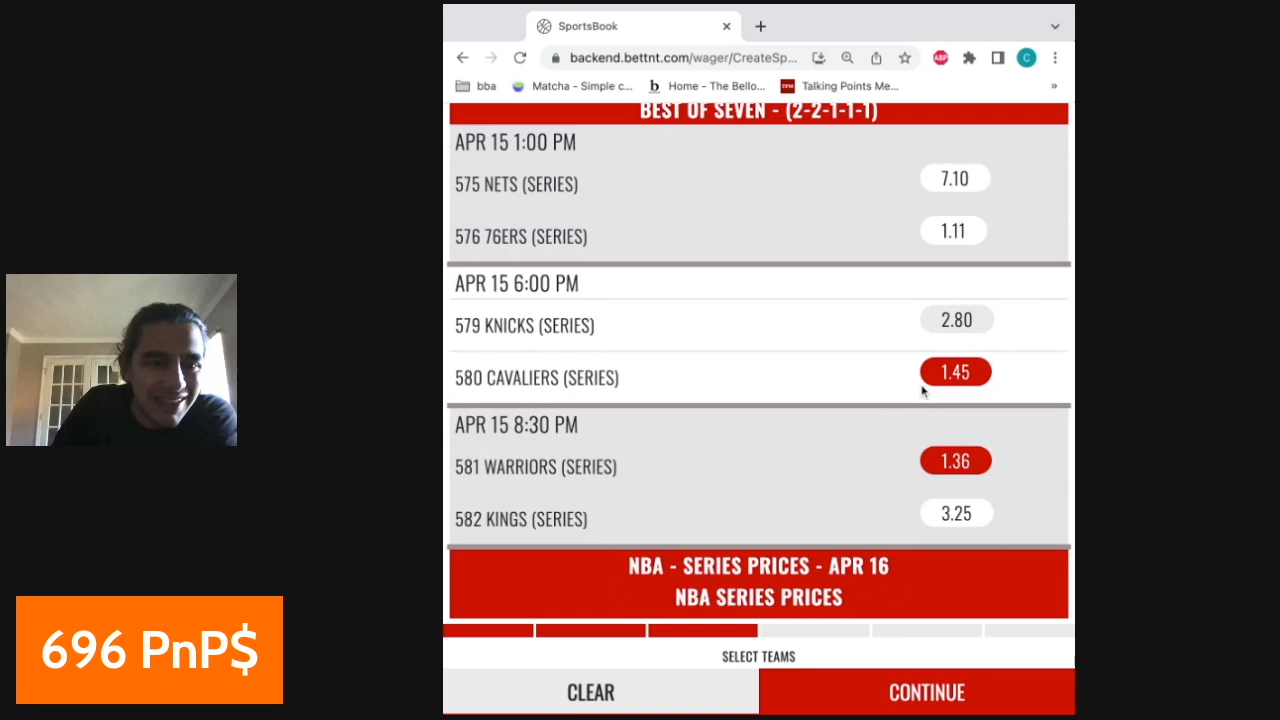 SportsBook
backend.bettnt.com/wager/CreateSp...
ABP
C
bba
Matcha - Simple c...
b Home - The Bello...
TPM Talking Points Me...
»
BEST OF SEVEN - (2-2-1-1-1)
APR 15 1:00 PM
575 NETS (SERIES) 7.10
576 76ERS (SERIES) 1.11
APR 15 6:00 PM
579 KNICKS (SERIES) 2.80
580 CAVALIERS (SERIES) 1.45
APR 15 8:30 PM
581 WARRIORS (SERIES) 1.36
582 KINGS (SERIES) 3.25
NBA - SERIES PRICES - APR 16
NBA SERIES PRICES
SELECT TEAMS
CLEAR CONTINUE
696 PnP$